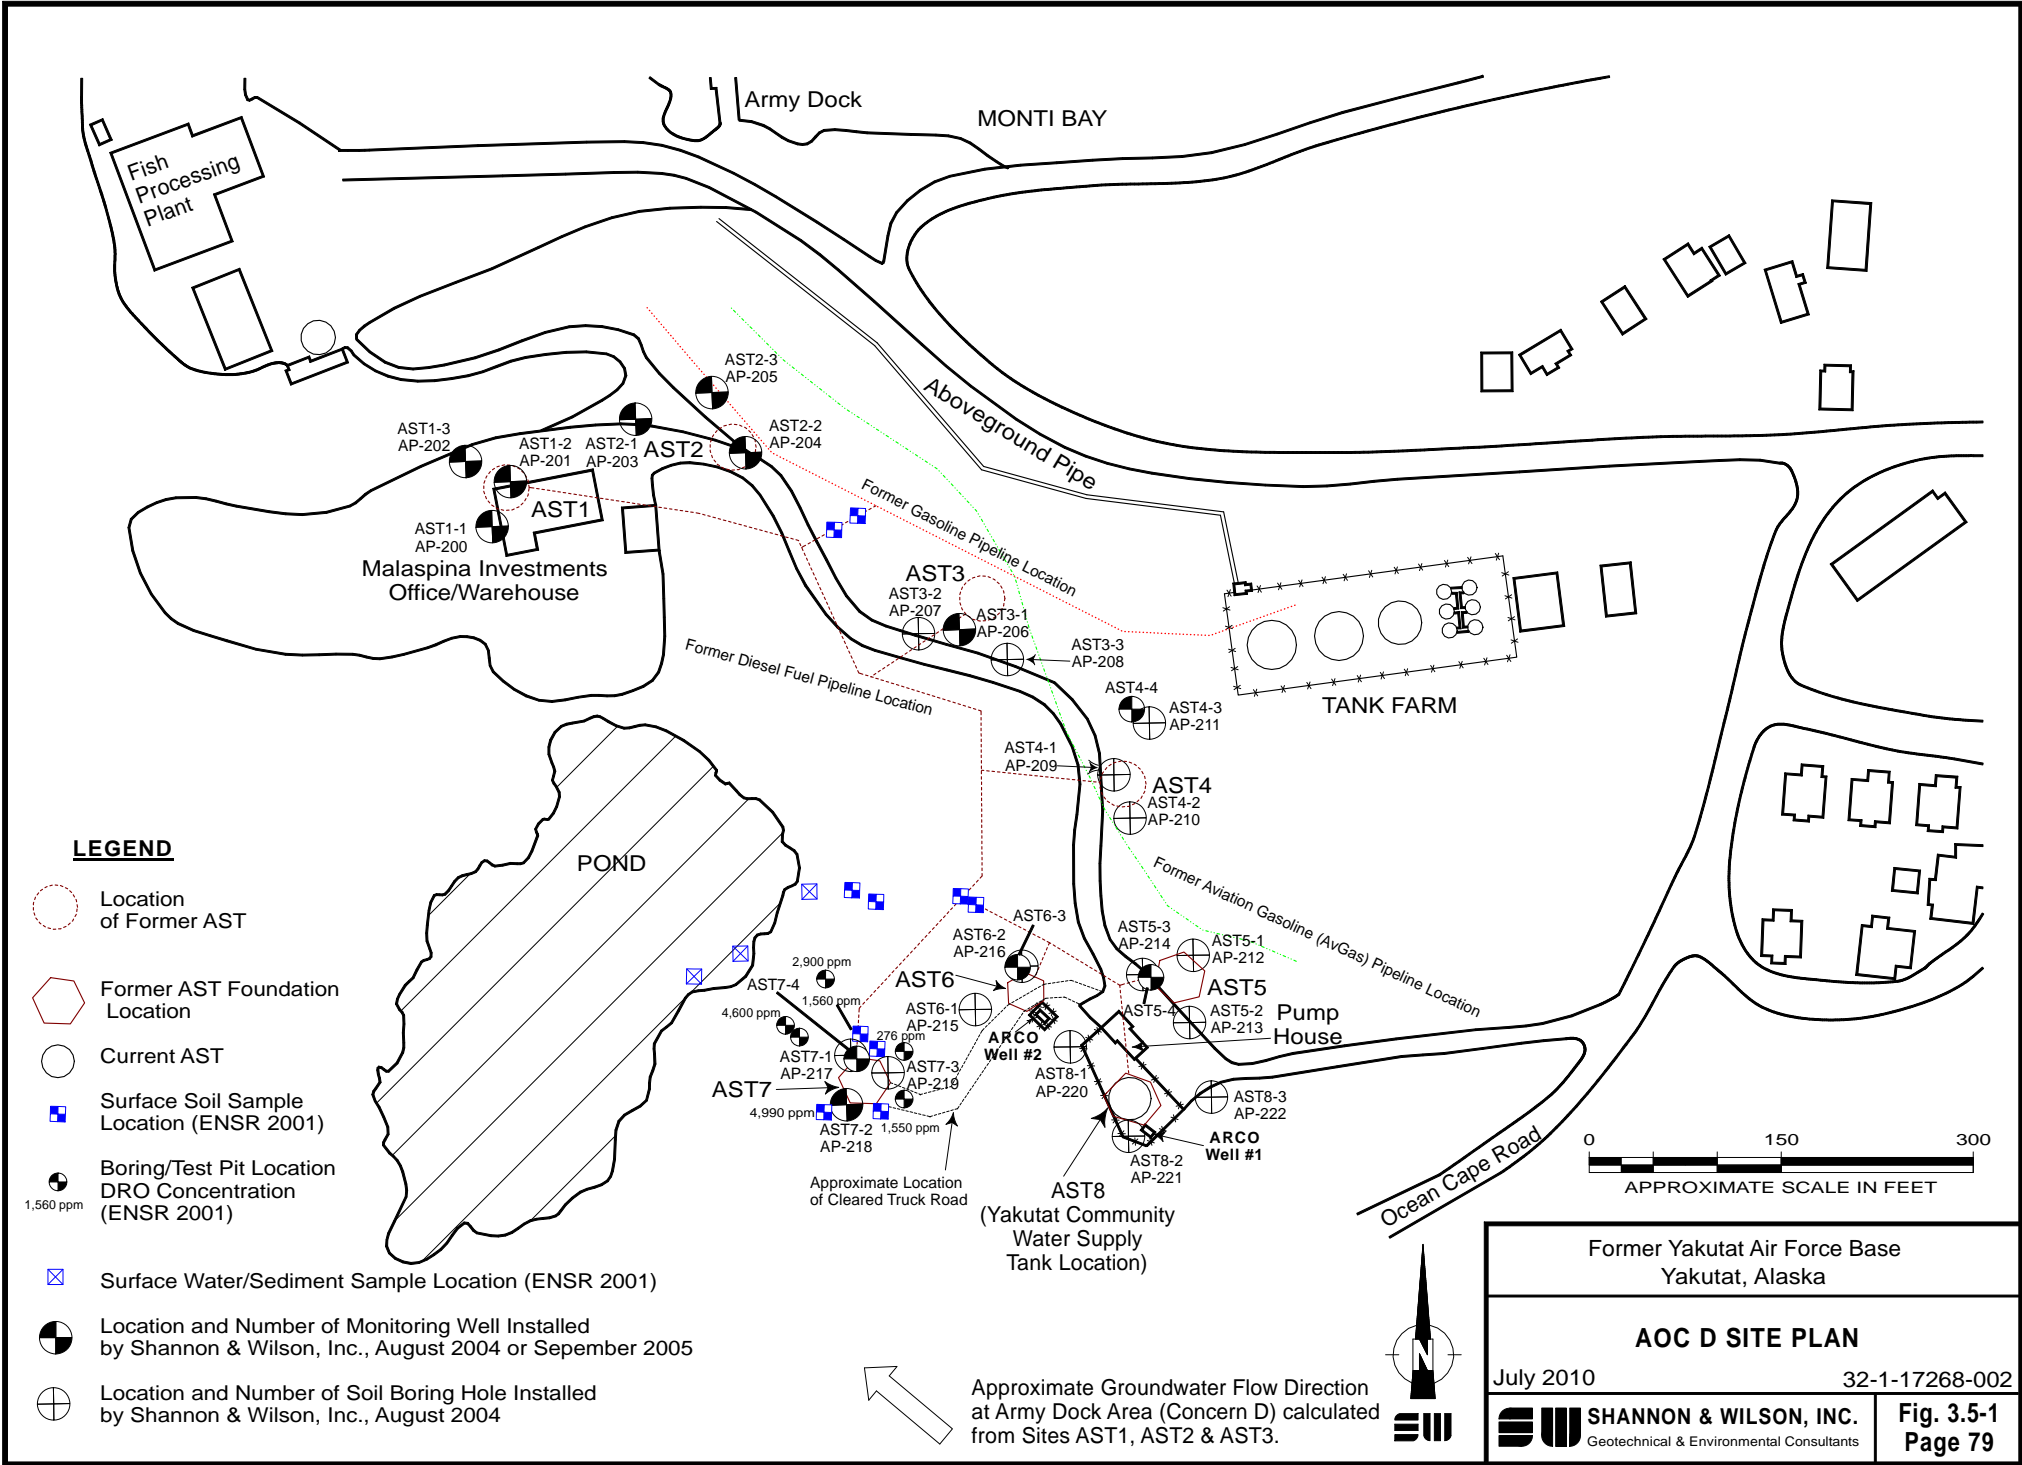 Army Dock
MONTI BAY
Fish
Processing
Plant
AST2-3
AP-205
Aboveground Pipe
AST1-3
AP-202
AST1-2
AP-201
AST2-1
AP-203
AST2
AST2-2
AP-204
AST1
AST1-1
AP-200
Malaspina Investments
Office/Warehouse
Former Gasoline Pipeline Location
AST3
AST3-2
AP-207
AST3-1
AP-206
AST3-3
AP-208
Former Diesel Fuel Pipeline Location
TANK FARM
AST4-4
AST4-3
AP-211
AST4-1
AP-209
AST4
AST4-2
AP-210
Former Aviation Gasoline (AvGas) Pipeline Location
POND
AST6-3
AST6-2
AP-216
AST6
AST6-1
AP-215
AST5-3
AP-214
AST5-1
AP-212
AST5
AST5-4
AST5-2
AP-213
Pump
House
2,900 ppm
AST7-4
1,560 ppm
4,600 ppm
276 ppm
ARCO
Well #2
AST7-1
AP-217
AST7-3
AP-219
AST7
4,990 ppm
1,550 ppm
AST7-2
AP-218
AST8-1
AP-220
AST8-3
AP-222
ARCO
Well #1
AST8-2
AP-221
Approximate Location
of Cleared Truck Road
AST8
(Yakutat Community
Water Supply
Tank Location)
Ocean Cape Road
0 150 300
APPROXIMATE SCALE IN FEET
LEGEND
Location
of Former AST
Former AST Foundation
Location
Current AST
Surface Soil Sample
Location (ENSR 2001)
Boring/Test Pit Location
DRO Concentration
(ENSR 2001)
1,560 ppm
Surface Water/Sediment Sample Location (ENSR 2001)
Location and Number of Monitoring Well Installed
by Shannon & Wilson, Inc., August 2004 or Sepember 2005
Location and Number of Soil Boring Hole Installed
by Shannon & Wilson, Inc., August 2004
Approximate Groundwater Flow Direction
at Army Dock Area (Concern D) calculated
from Sites AST1, AST2 & AST3.
N
SW
Former Yakutat Air Force Base
Yakutat, Alaska
AOC D SITE PLAN
July 2010 32-1-17268-002
SW SHANNON & WILSON, INC.
Geotechnical & Environmental Consultants
Fig. 3.5-1
Page 79